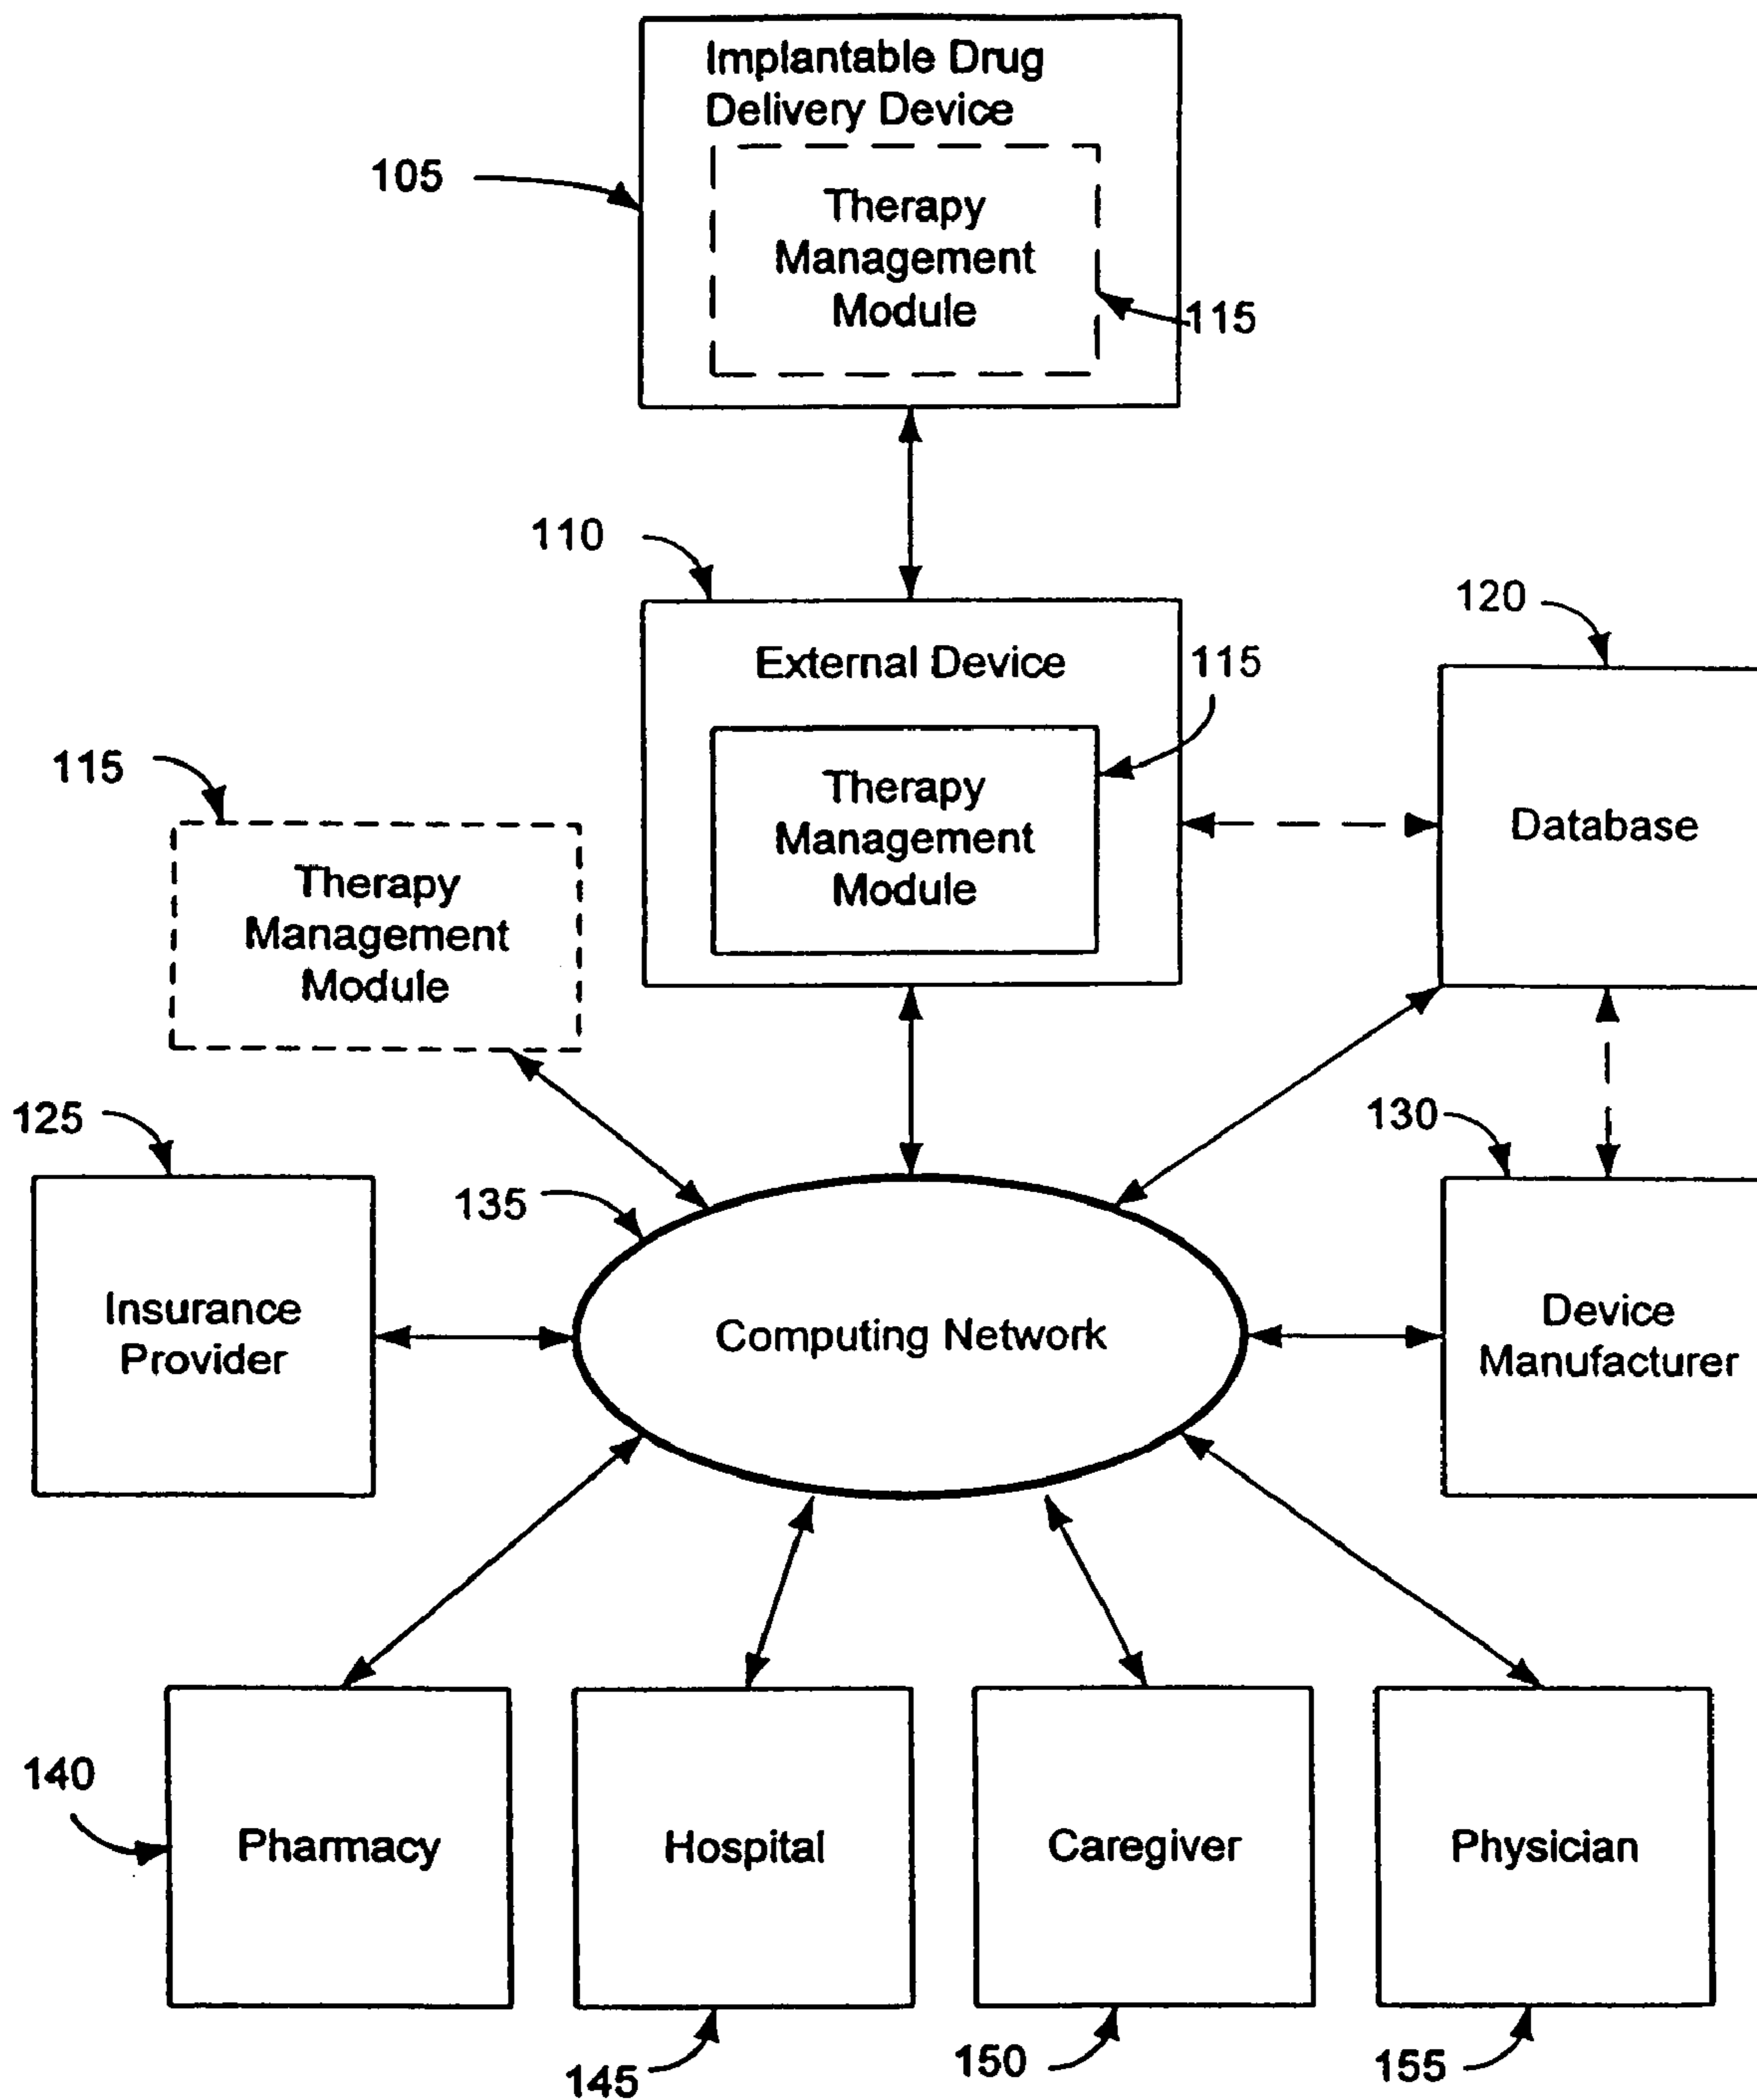 Implantable Drug
Delivery Device
105
Therapy
Management
Module
115
110
External Device
115
120
Therapy
Management
Module
Database
115
Therapy
Management
Module
125
130
135
Insurance
Provider
Computing Network
Device
Manufacturer
140
Pharmacy
Hospital
Caregiver
Physician
145
150
155